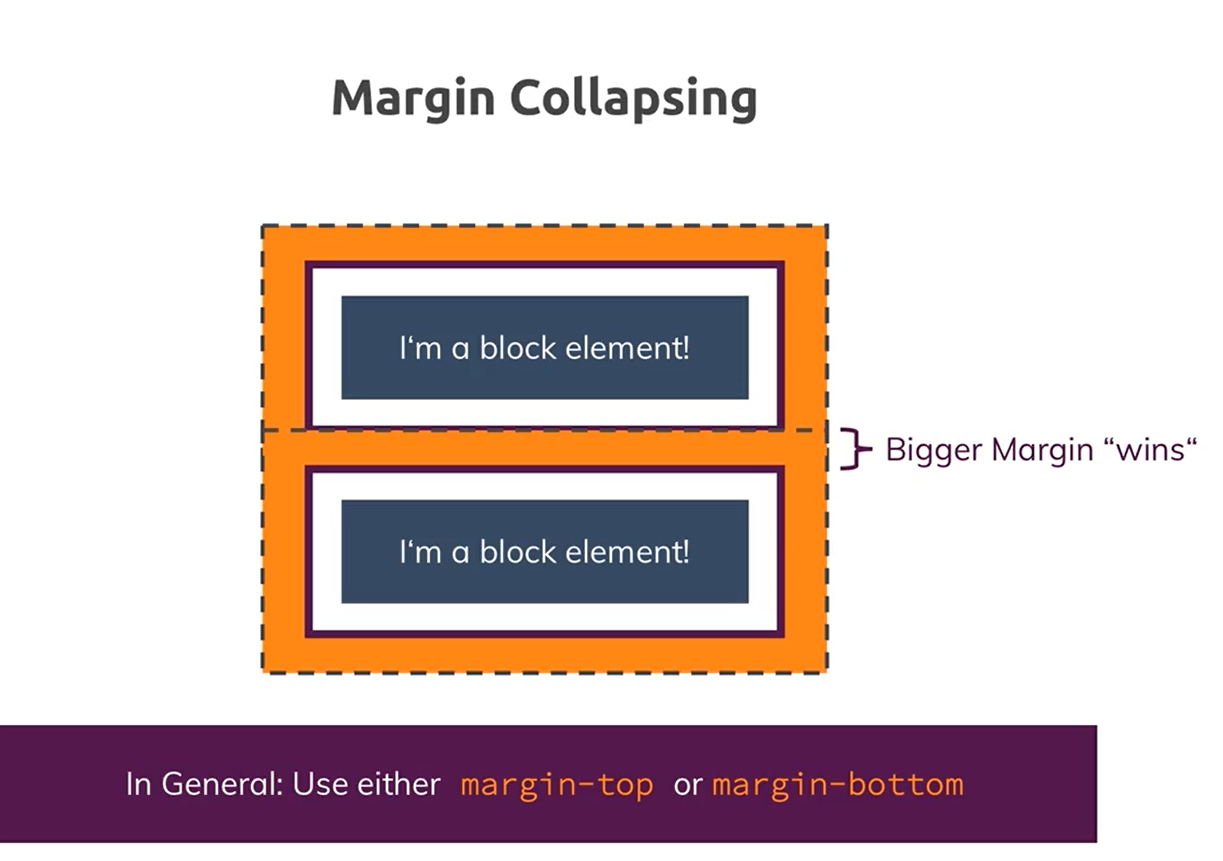 Margin Collapsing
I‘m a block element!
Bigger Margin “wins“
I‘m a block element!
In General: Use either margin-top or margin-bottom